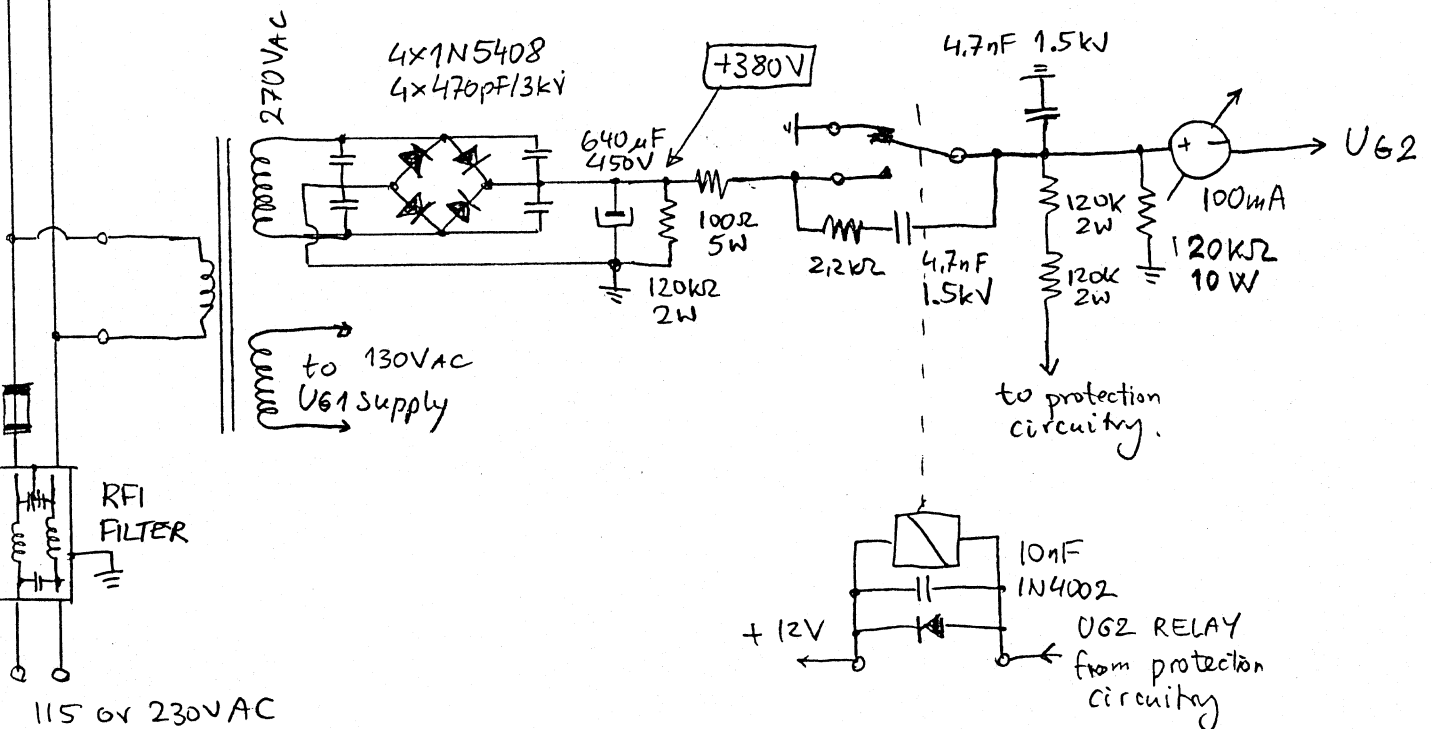 270VAC
4x1N5408
4x470pF/3kV
+380V
4,7nF 1.5kV
640µF
450V
UG2
100Ω
5W
120K
2W
100mA
2,2kΩ
4,7nF
1.5kV
120K
2W
120KΩ
10W
120kΩ
2W
to 130VAC
UG1 supply
to protection
circuitry.
RFI
FILTER
10nF
1N4002
+12V
UG2 RELAY
from protection
circuitry
115 or 230VAC